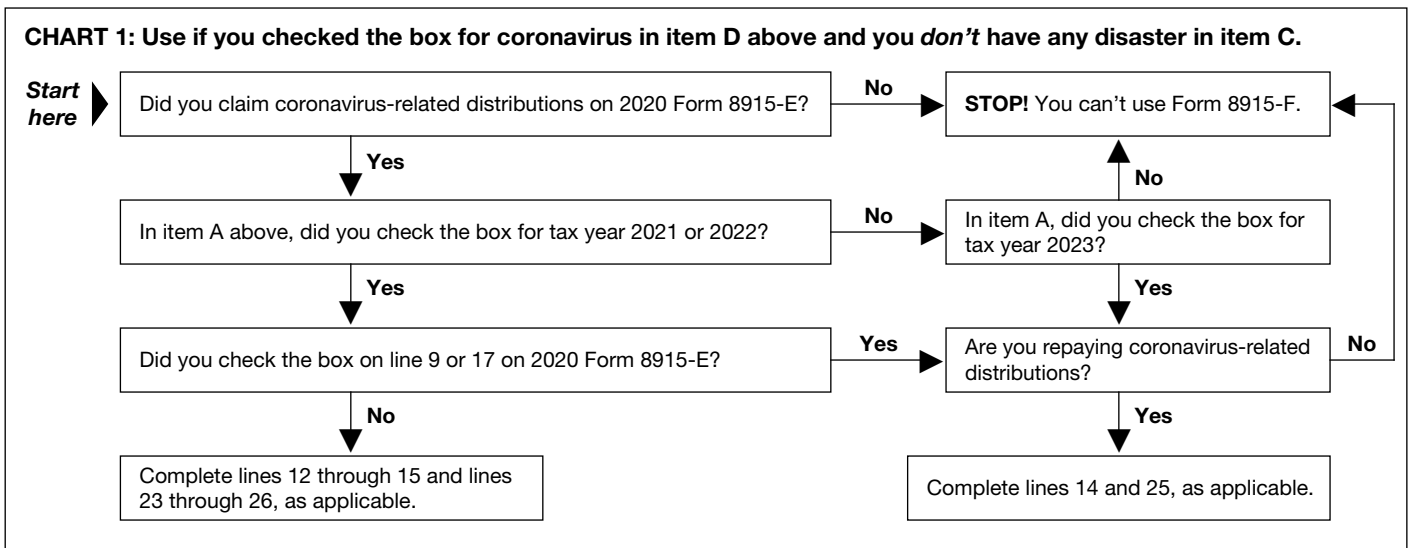 CHART 1: Use if you checked the box for coronavirus in item D above and you don't have any disaster in item C.
Start
here
Did you claim coronavirus-related distributions on 2020 Form 8915-E?
No
STOP! You can't use Form 8915-F.
Yes
No
In item A above, did you check the box for tax year 2021 or 2022?
No
In item A, did you check the box for
tax year 2023?
Yes
Yes
Did you check the box on line 9 or 17 on 2020 Form 8915-E?
Yes
Are you repaying coronavirus-related
distributions?
No
No
Yes
Complete lines 12 through 15 and lines
23 through 26, as applicable.
Complete lines 14 and 25, as applicable.